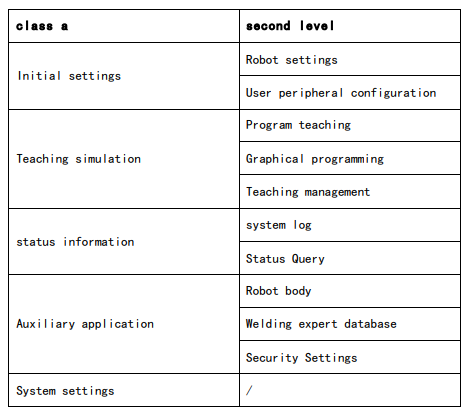 class a second level
Initial settings
Robot settings
User peripheral configuration
Teaching simulation
Program teaching
Graphical programming
Teaching management
status information
system log
Status Query
Auxiliary application
Robot body
Welding expert database
Security Settings
System settings /